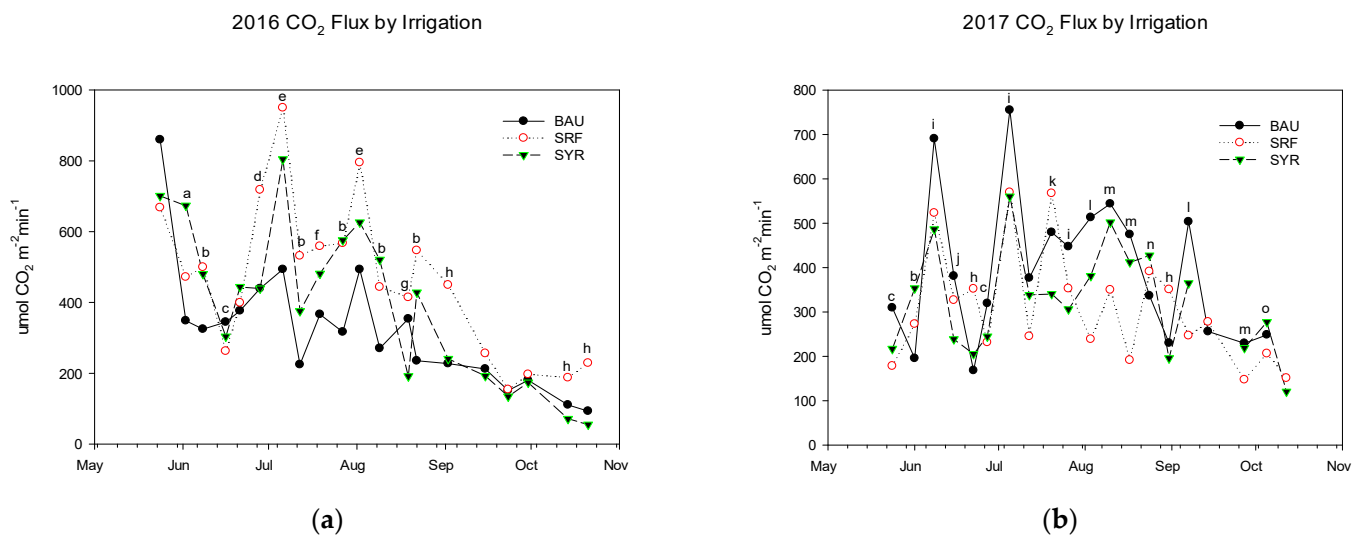 2016 CO2 Flux by Irrigation
1000
800
600
400
200
0
umol CO2 m-2min-1
May Jun Jul Aug Sep Oct Nov
BAU
SRF
SYR
a
b
c
d
e
b
f
b
e
b
g
b
h
h
h
(a)
2017 CO2 Flux by Irrigation
800
700
600
500
400
300
200
100
0
umol CO2 m-2min-1
May Jun Jul Aug Sep Oct Nov
BAU
SRF
SYR
c
b
i
j
h
c
i
k
i
l
m
m
n
h
l
m
o
(b)